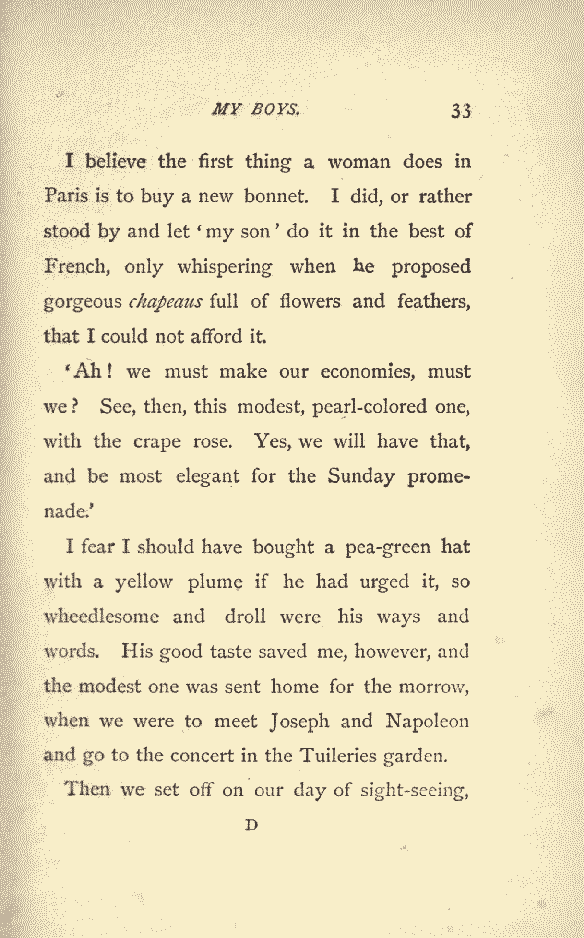 MY BOYS. 33
I believe the first thing a woman does in
Paris is to buy a new bonnet. I did, or rather
stood by and let ‘my son’ do it in the best of
French, only whispering when he proposed
gorgeous chapeaus full of flowers and feathers,
that I could not afford it.
‘Ah! we must make our economies, must
we? See, then, this modest, pearl-colored one,
with the crape rose. Yes, we will have that,
and be most elegant for the Sunday prome-
nade.’
I fear I should have bought a pea-green hat
with a yellow plume if he had urged it, so
wheedlesome and droll were his ways and
words. His good taste saved me, however, and
the modest one was sent home for the morrow,
when we were to meet Joseph and Napoleon
and go to the concert in the Tuileries garden.
Then we set off on our day of sight-seeing,
D